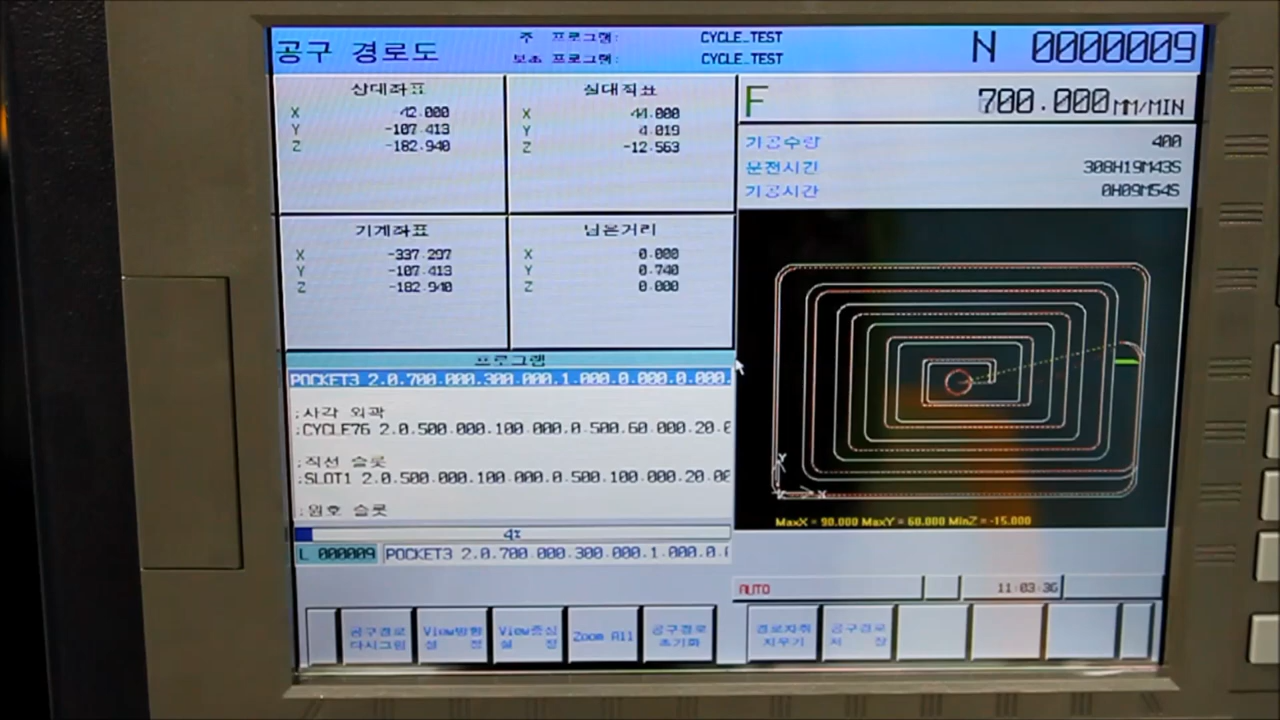 공구 경로도
주 프로그램: CYCLE_TEST
보조 프로그램: CYCLE_TEST
N 0000009
상대좌표
X -42.000
Y -107.413
Z -182.940
절대좌표
X 44.000
Y 4.019
Z -12.563
F 700.000 MM/MIN
가공수량 400
운전시간 308H19M43S
가공시간 0H09M54S
기계좌표
X -337.297
Y -107.413
Z -182.940
남은거리
X 0.000
Y 0.740
Z 0.000
프로그램
POCKET3 2.0.700.000.300.000.1.000.0.000.0.000.
;사각 외곽
;CYCLE76 2.0.500.000.100.000.0.500.60.000.20.0
;직선 슬롯
;SLOT1 2.0.500.000.100.000.0.500.100.000.20.00
;원호 슬롯
4%
L 000009 POCKET3 2.0.700.000.300.000.1.000.0.0
Y
X
MaxX = 90.000 MaxY = 60.000 MinZ = -15.000
AUTO
11:03:36
공구경로 다시그림
View방향 설 정
View중심 설 정
Zoom All
공구경로 초기화
경로자취 지우기
공구경로 저 장